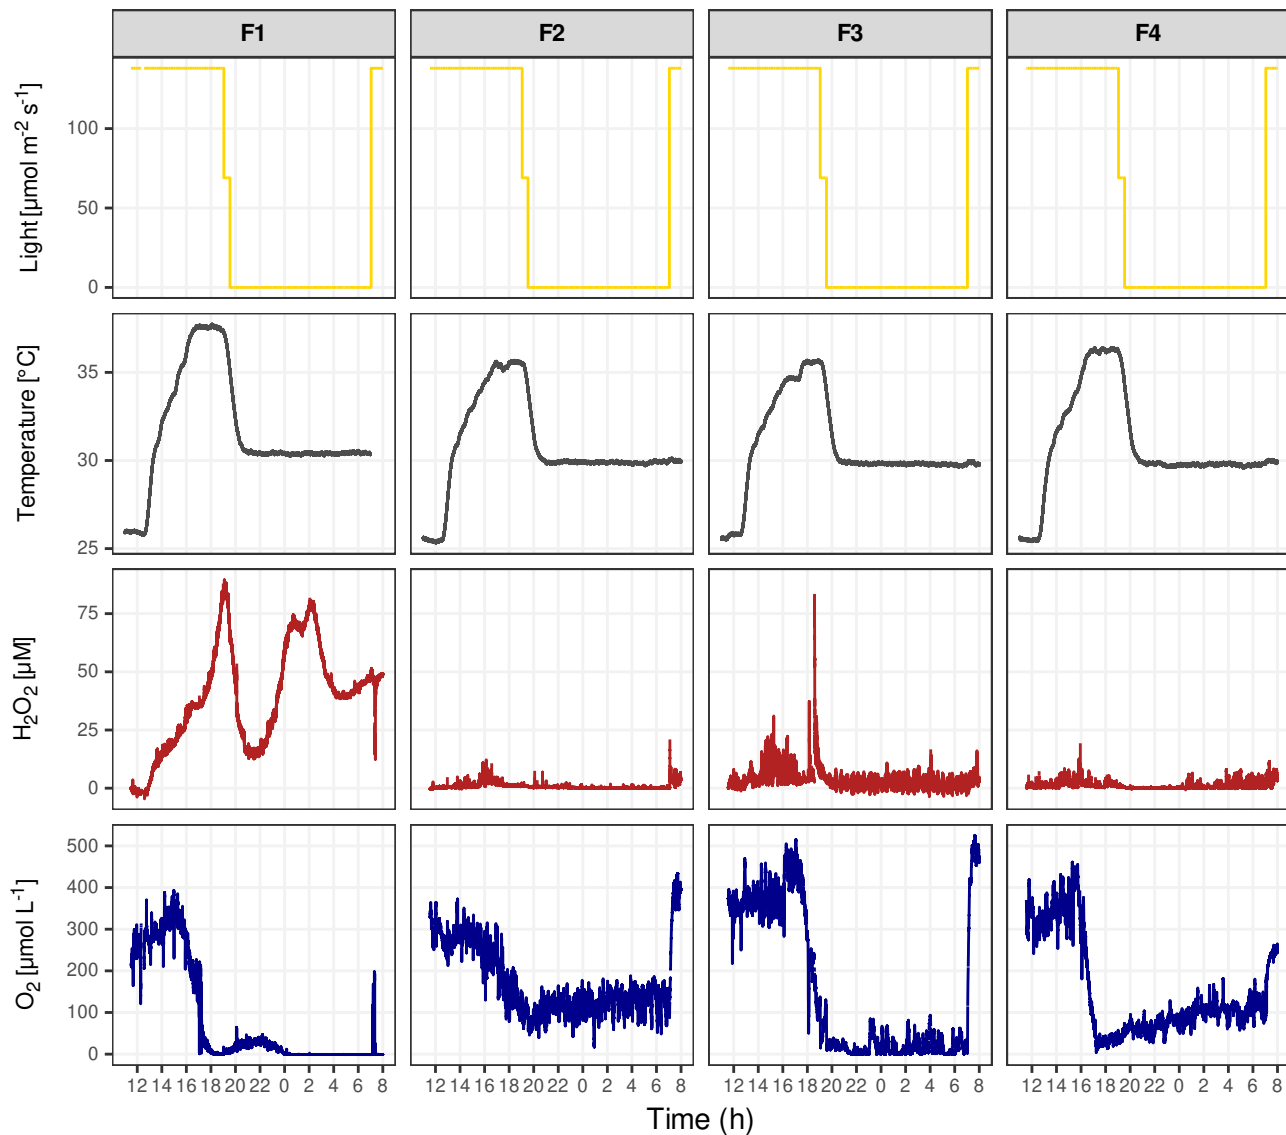 F1 F2 F3 F4
Light [µmol m⁻² s⁻¹]
100
50
0
Temperature [°C]
35
30
25
H₂O₂ [µM]
75
50
25
0
O₂ [µmol L⁻¹]
500
400
300
200
100
0
12 14 16 18 20 22 0 2 4 6 8 12 14 16 18 20 22 0 2 4 6 8 12 14 16 18 20 22 0 2 4 6 8 12 14 16 18 20 22 0 2 4 6 8
Time (h)